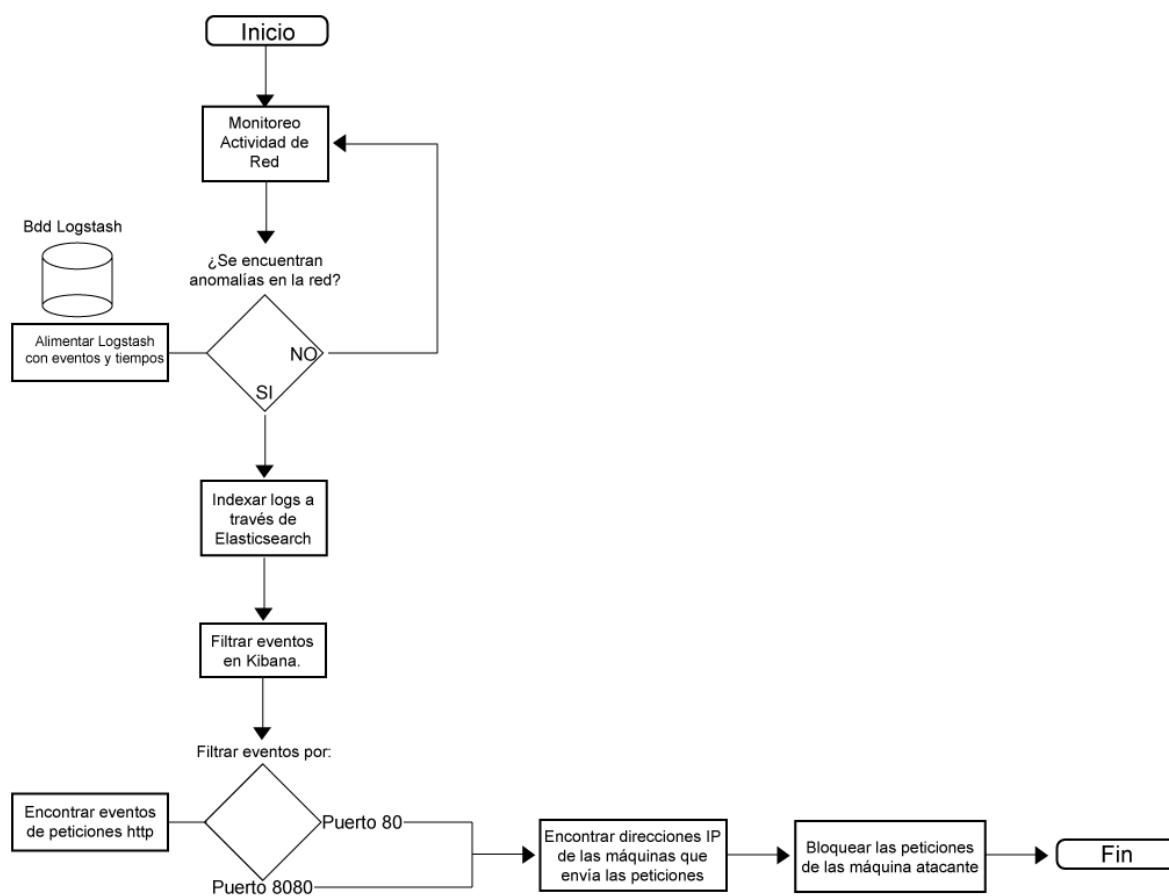 Inicio
Monitoreo
Actividad de
Red
Bdd Logstash
¿Se encuentran
anomalías en la red?
Alimentar Logstash
con eventos y tiempos
NO
SI
Indexar logs a
través de
Elasticsearch
Filtrar eventos
en Kibana.
Filtrar eventos por:
Encontrar eventos
de peticiones http
Puerto 80
Puerto 8080
Encontrar direcciones IP
de las máquinas que
envía las peticiones
Bloquear las peticiones
de las máquina atacante
Fin